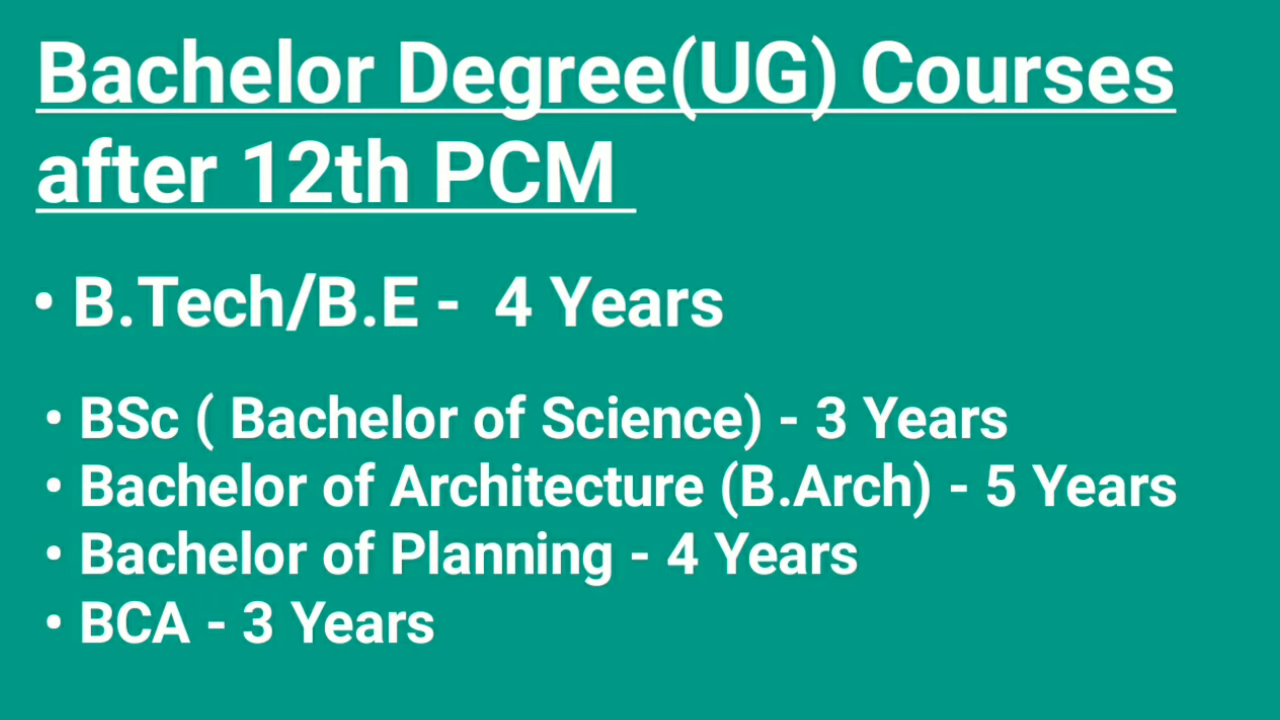 Bachelor Degree(UG) Courses
after 12th PCM
• B.Tech/B.E -  4 Years
• BSc ( Bachelor of Science) - 3 Years
• Bachelor of Architecture (B.Arch) - 5 Years
• Bachelor of Planning - 4 Years
• BCA - 3 Years